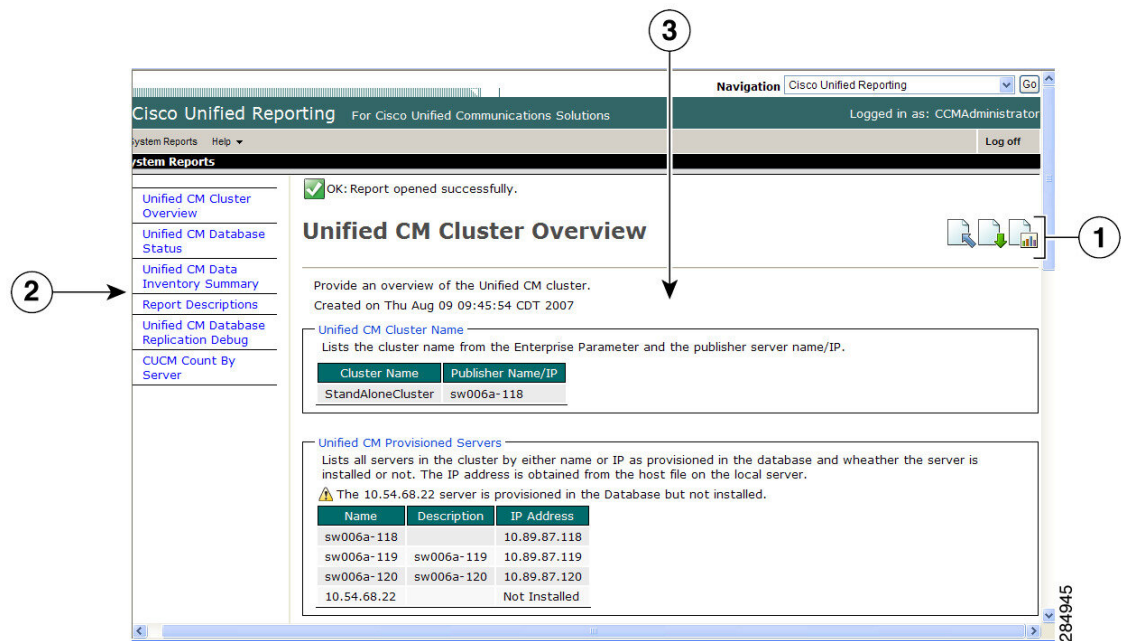 3
Navigation Cisco Unified Reporting Go
Cisco Unified Reporting For Cisco Unified Communications Solutions Logged in as: CCMAdministrator
ystem Reports Help Log off
ystem Reports
OK: Report opened successfully.
Unified CM Cluster Overview
1
2
Unified CM Cluster
Overview
Unified CM Database
Status
Unified CM Data
Inventory Summary
Report Descriptions
Unified CM Database
Replication Debug
CUCM Count By
Server
Provide an overview of the Unified CM cluster.
Created on Thu Aug 09 09:45:54 CDT 2007
Unified CM Cluster Name
Lists the cluster name from the Enterprise Parameter and the publisher server name/IP.
Cluster Name Publisher Name/IP
StandAloneCluster sw006a-118
Unified CM Provisioned Servers
Lists all servers in the cluster by either name or IP as provisioned in the database and wheather the server is
installed or not. The IP address is obtained from the host file on the local server.
The 10.54.68.22 server is provisioned in the Database but not installed.
Name Description IP Address
sw006a-118 10.89.87.118
sw006a-119 sw006a-119 10.89.87.119
sw006a-120 sw006a-120 10.89.87.120
10.54.68.22 Not Installed
284945